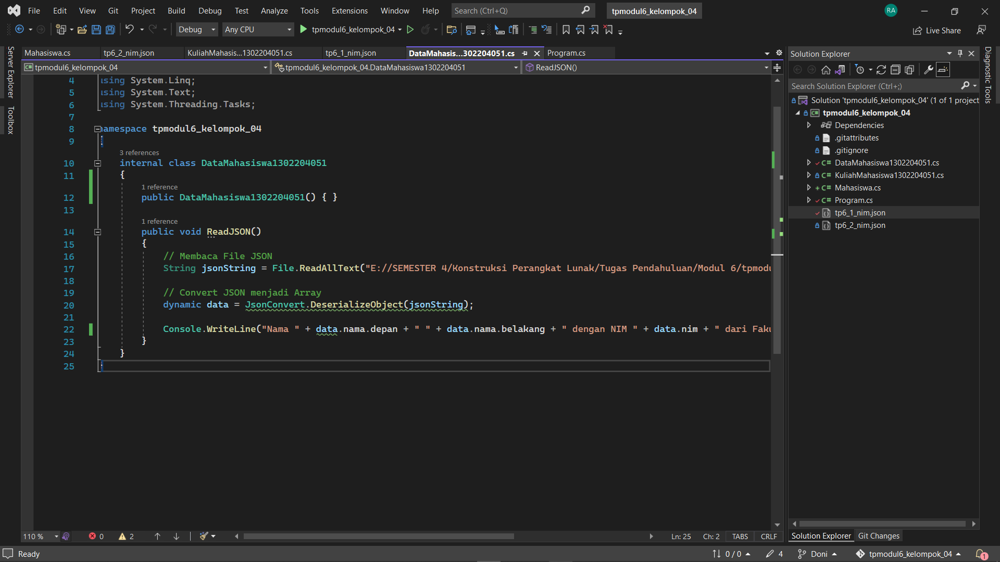 File Edit View Git Project Build Debug Test Analyze Tools Extensions Window Help Search (Ctrl+Q) tpmodul6_kelompok_04 RA
Debug Any CPU tpmodul6_kelompok_04 Live Share
Server Explorer
Toolbox
Mahasiswa.cs tp6_2_nim.json KuliahMahasis...1302204051.cs tp6_1_nim.json DataMahasis...302204051.cs Program.cs
tpmodul6_kelompok_04 tpmodul6_kelompok_04.DataMahasiswa1302204051 ReadJSON()
4 using System.Linq;
5 using System.Text;
6 using System.Threading.Tasks;
7
8 namespace tpmodul6_kelompok_04
9 {
3 references
10 internal class DataMahasiswa1302204051
11 {
1 reference
12 public DataMahasiswa1302204051() { }
13
1 reference
14 public void ReadJSON()
15 {
16 // Membaca File JSON
17 String jsonString = File.ReadAllText("E://SEMESTER 4/Konstruksi Perangkat Lunak/Tugas Pendahuluan/Modul 6/tpmodu
18
19 // Convert JSON menjadi Array
20 dynamic data = JsonConvert.DeserializeObject(jsonString);
21
22 Console.WriteLine("Nama " + data.nama.depan + " " + data.nama.belakang + " dengan NIM " + data.nim + " dari Faku
23 }
24 }
25 }
110 % 0 2 Ln: 25 Ch: 2 TABS CRLF
Solution Explorer
Search Solution Explorer (Ctrl+;)
Solution 'tpmodul6_kelompok_04' (1 of 1 project
tpmodul6_kelompok_04
Dependencies
.gitattributes
.gitignore
DataMahasiswa1302204051.cs
KuliahMahasiswa1302204051.cs
Mahasiswa.cs
Program.cs
tp6_1_nim.json
tp6_2_nim.json
Solution Explorer Git Changes
Diagnostic Tools
Ready 0 / 0 4 Doni tpmodul6_kelompok_04 1